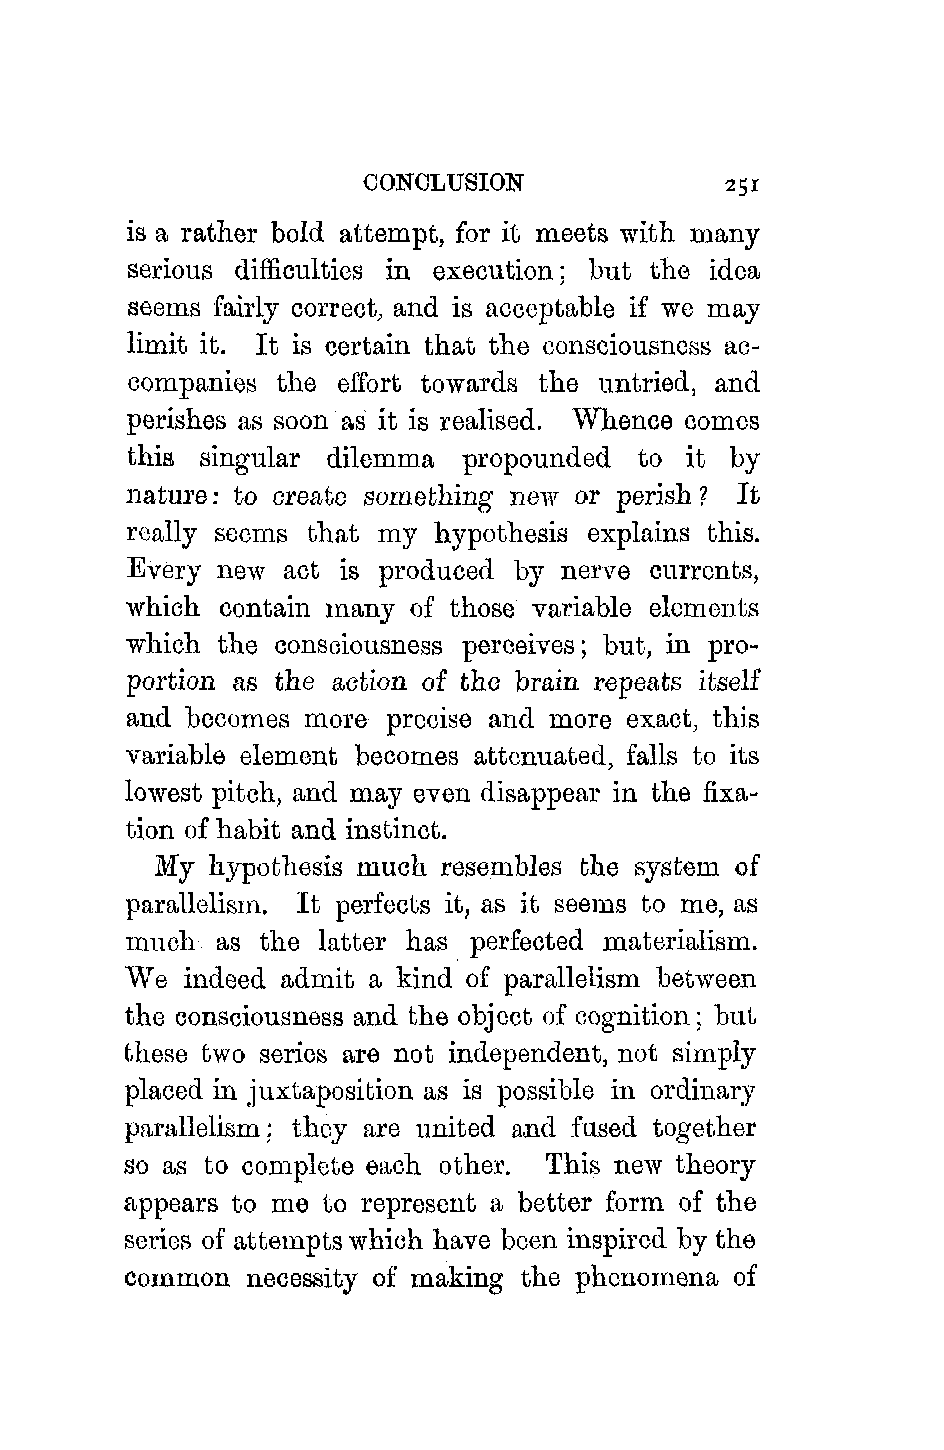 CONCLUSION 251
is a rather bold attempt, for it meets with many
serious difficulties in execution; but the idea
seems fairly correct, and is acceptable if we may
limit it. It is certain that the consciousness ac-
companies the effort towards the untried, and
perishes as soon as it is realised. Whence comes
this singular dilemma propounded to it by
nature: to create something new or perish? It
really seems that my hypothesis explains this.
Every new act is produced by nerve currents,
which contain many of those variable elements
which the consciousness perceives; but, in pro-
portion as the action of the brain repeats itself
and becomes more precise and more exact, this
variable element becomes attenuated, falls to its
lowest pitch, and may even disappear in the fixa-
tion of habit and instinct.
My hypothesis much resembles the system of
parallelism. It perfects it, as it seems to me, as
much as the latter has perfected materialism.
We indeed admit a kind of parallelism between
the consciousness and the object of cognition; but
these two series are not independent, not simply
placed in juxtaposition as is possible in ordinary
parallelism; they are united and fused together
so as to complete each other. This new theory
appears to me to represent a better form of the
series of attempts which have been inspired by the
common necessity of making the phenomena of